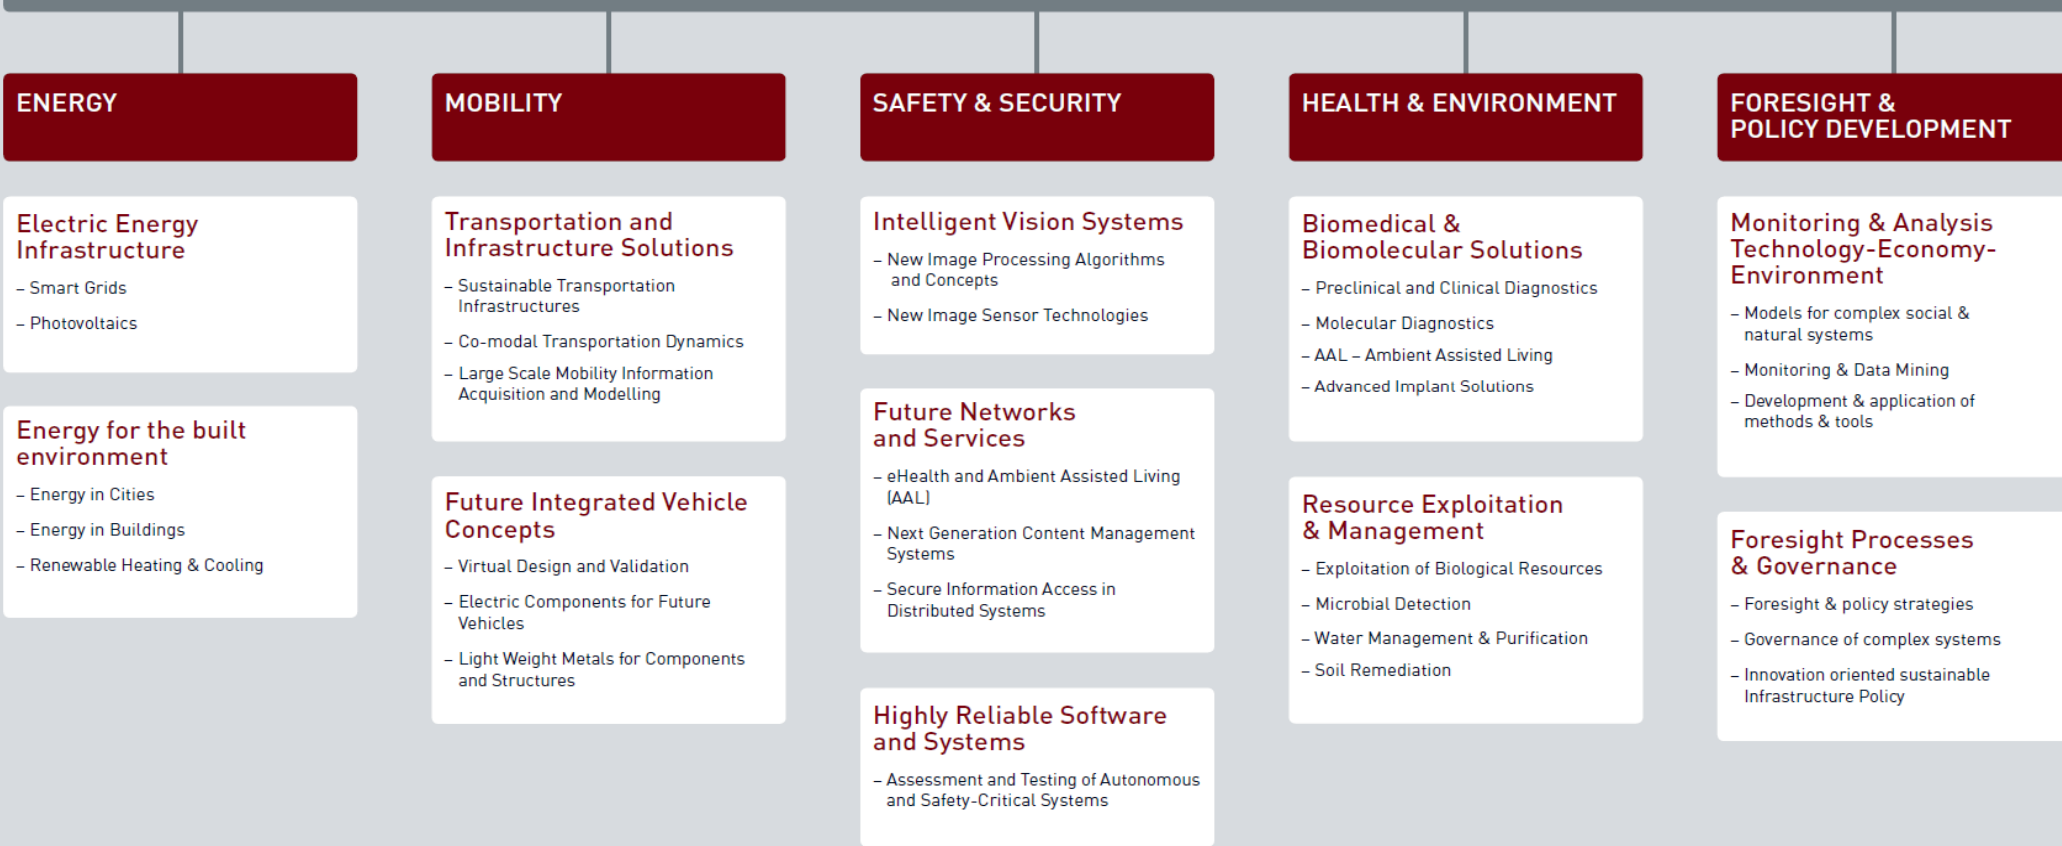 ENERGY
Electric Energy
Infrastructure
– Smart Grids
– Photovoltaics
Energy for the built
environment
– Energy in Cities
– Energy in Buildings
– Renewable Heating & Cooling
MOBILITY
Transportation and
Infrastructure Solutions
– Sustainable Transportation
Infrastructures
– Co-modal Transportation Dynamics
– Large Scale Mobility Information
Acquisition and Modelling
Future Integrated Vehicle
Concepts
– Virtual Design and Validation
– Electric Components for Future
Vehicles
– Light Weight Metals for Components
and Structures
SAFETY & SECURITY
Intelligent Vision Systems
– New Image Processing Algorithms
and Concepts
– New Image Sensor Technologies
Future Networks
and Services
– eHealth and Ambient Assisted Living
(AAL)
– Next Generation Content Management
Systems
– Secure Information Access in
Distributed Systems
Highly Reliable Software
and Systems
– Assessment and Testing of Autonomous
and Safety-Critical Systems
HEALTH & ENVIRONMENT
Biomedical &
Biomolecular Solutions
– Preclinical and Clinical Diagnostics
– Molecular Diagnostics
– AAL – Ambient Assisted Living
– Advanced Implant Solutions
Resource Exploitation
& Management
– Exploitation of Biological Resources
– Microbial Detection
– Water Management & Purification
– Soil Remediation
FORESIGHT &
POLICY DEVELOPMENT
Monitoring & Analysis
Technology-Economy-
Environment
– Models for complex social &
natural systems
– Monitoring & Data Mining
– Development & application of
methods & tools
Foresight Processes
& Governance
– Foresight & policy strategies
– Governance of complex systems
– Innovation oriented sustainable
Infrastructure Policy